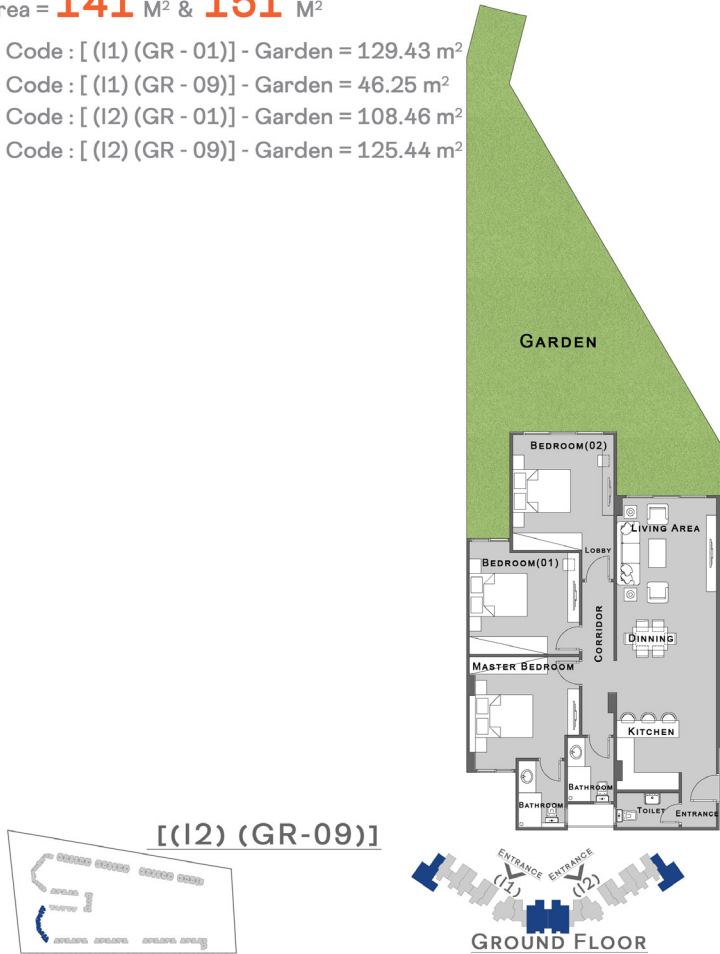 rea = 141 M² & 151 M²
Code : [ (I1) (GR - 01)] - Garden = 129.43 m²
Code : [ (I1) (GR - 09)] - Garden = 46.25 m²
Code : [ (I2) (GR - 01)] - Garden = 108.46 m²
Code : [ (I2) (GR - 09)] - Garden = 125.44 m²
GARDEN
BEDROOM(02)
LIVING AREA
LOBBY
BEDROOM(01)
CORRIDOR
DINNING
MASTER BEDROOM
KITCHEN
BATHROOM
BATHROOM
TOILET
ENTRANCE
[(I2) (GR-09)]
ENTRANCE ENTRANCE
(I1) (I2)
GROUND FLOOR